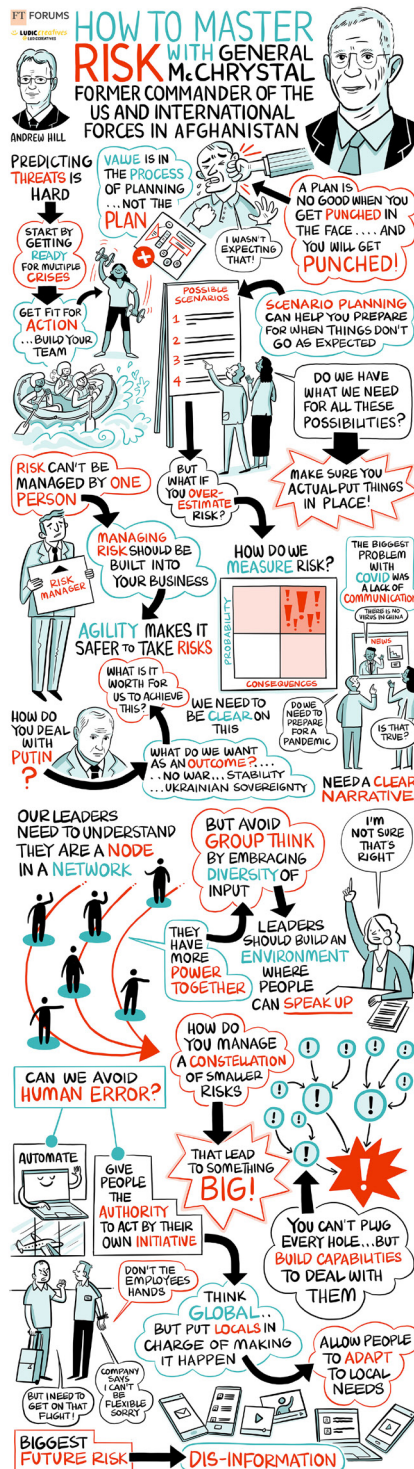 FT FORUMS
LUDICcreatives
LUDICREATIVES
HOW TO MASTER
RISK WITH GENERAL
McCHRYSTAL
FORMER COMMANDER OF THE
US AND INTERNATIONAL
FORCES IN AFGHANISTAN
ANDREW HILL
PREDICTING
THREATS IS
HARD
VALUE IS IN
THE PROCESS
OF PLANNING
...NOT THE
PLAN
A PLAN IS
NO GOOD WHEN YOU
GET PUNCHED IN
THE FACE.... AND
YOU WILL GET
PUNCHED!
I WASN'T
EXPECTING
THAT!
START BY
GETTING
READY
FOR MULTIPLE
CRISES
GET FIT FOR
ACTION
...BUILD YOUR
TEAM
POSSIBLE
SCENARIOS
1
2
3
4
SCENARIO PLANNING
CAN HELP YOU PREPARE
FOR WHEN THINGS DON'T
GO AS EXPECTED
DO WE HAVE
WHAT WE NEED
FOR ALL THESE
POSSIBILITIES?
MAKE SURE YOU
ACTUAL PUT THINGS
IN PLACE!
RISK CAN'T BE
MANAGED BY ONE
PERSON
BUT
WHAT IF
YOU OVER-
ESTIMATE
RISK?
RISK
MANAGER
MANAGING
RISK SHOULD BE
BUILT INTO
YOUR BUSINESS
HOW DO WE
MEASURE RISK?
PROBABILITY
CONSEQUENCES
THE BIGGEST
PROBLEM
WITH
COVID WAS
A LACK OF
COMMUNICATION
THERE IS NO
VIRUS IN CHINA
NEWS
AGILITY MAKES IT
SAFER TO TAKE RISKS
WHAT IS IT
WORTH FOR
US TO ACHIEVE
THIS?
WE NEED TO
BE CLEAR ON
THIS
DO WE
NEED TO
PREPARE
FOR A
PANDEMIC
IS THAT
TRUE?
HOW DO
YOU DEAL
WITH
PUTIN
?
WHAT DO WE WANT
AS AN OUTCOME?....
..NO WAR... STABILITY
...UKRAINIAN SOVEREIGNTY
NEED A CLEAR
NARRATIVE
OUR LEADERS
NEED TO UNDERSTAND
THEY ARE A NODE
IN A NETWORK
BUT AVOID
GROUP THINK
BY EMBRACING
DIVERSITY OF
INPUT
I'M
NOT SURE
THAT'S
RIGHT
THEY
HAVE
MORE
POWER
TOGETHER
LEADERS
SHOULD BUILD AN
ENVIRONMENT
WHERE
PEOPLE
CAN SPEAK UP
HOW DO
YOU MANAGE
A CONSTELLATION
OF SMALLER
RISKS
THAT LEAD
TO SOMETHING
BIG!
CAN WE AVOID
HUMAN ERROR?
AUTOMATE
GIVE
PEOPLE
THE
AUTHORITY
TO ACT BY THEIR
OWN INITIATIVE
YOU CAN'T PLUG
EVERY HOLE...BUT
BUILD CAPABILITIES
TO DEAL WITH
THEM
DON'T TIE
EMPLOYEES
HANDS
THINK
GLOBAL..
BUT PUT LOCALS IN
CHARGE OF MAKING
IT HAPPEN
ALLOW PEOPLE
TO ADAPT
TO LOCAL
NEEDS
BUT I NEED TO
GET ON THAT
FLIGHT!
COMPANY
SAYS
I CAN'T
BE
FLEXIBLE
SORRY
BIGGEST
FUTURE RISK
DIS-INFORMATION